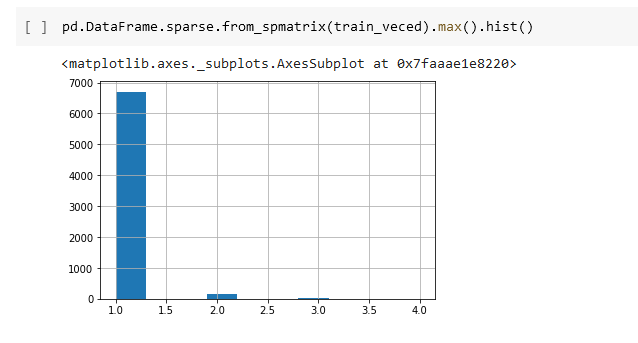 [ ] pd.DataFrame.sparse.from_spmatrix(train_veced).max().hist()
<matplotlib.axes._subplots.AxesSubplot at 0x7faaae1e8220>
7000
6000
5000
4000
3000
2000
1000
0
1.0 1.5 2.0 2.5 3.0 3.5 4.0